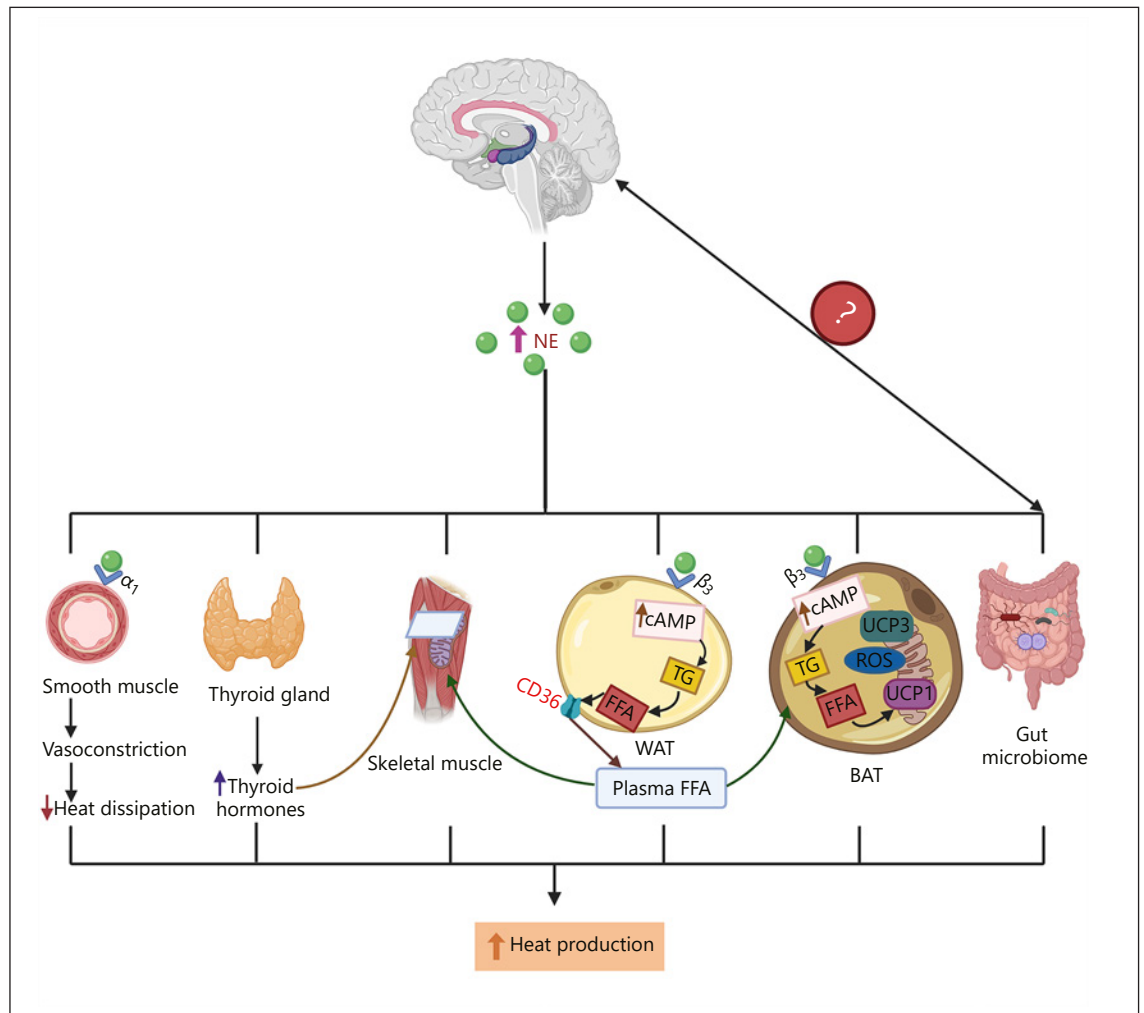 ?
NE
α1
β3
β3
cAMP
cAMP
UCP3
TG
TG
ROS
CD36
FFA
FFA
UCP1
Smooth muscle
Thyroid gland
WAT
Gut
microbiome
Vasoconstriction
Skeletal muscle
BAT
Thyroid
hormones
Plasma FFA
Heat dissipation
Heat production